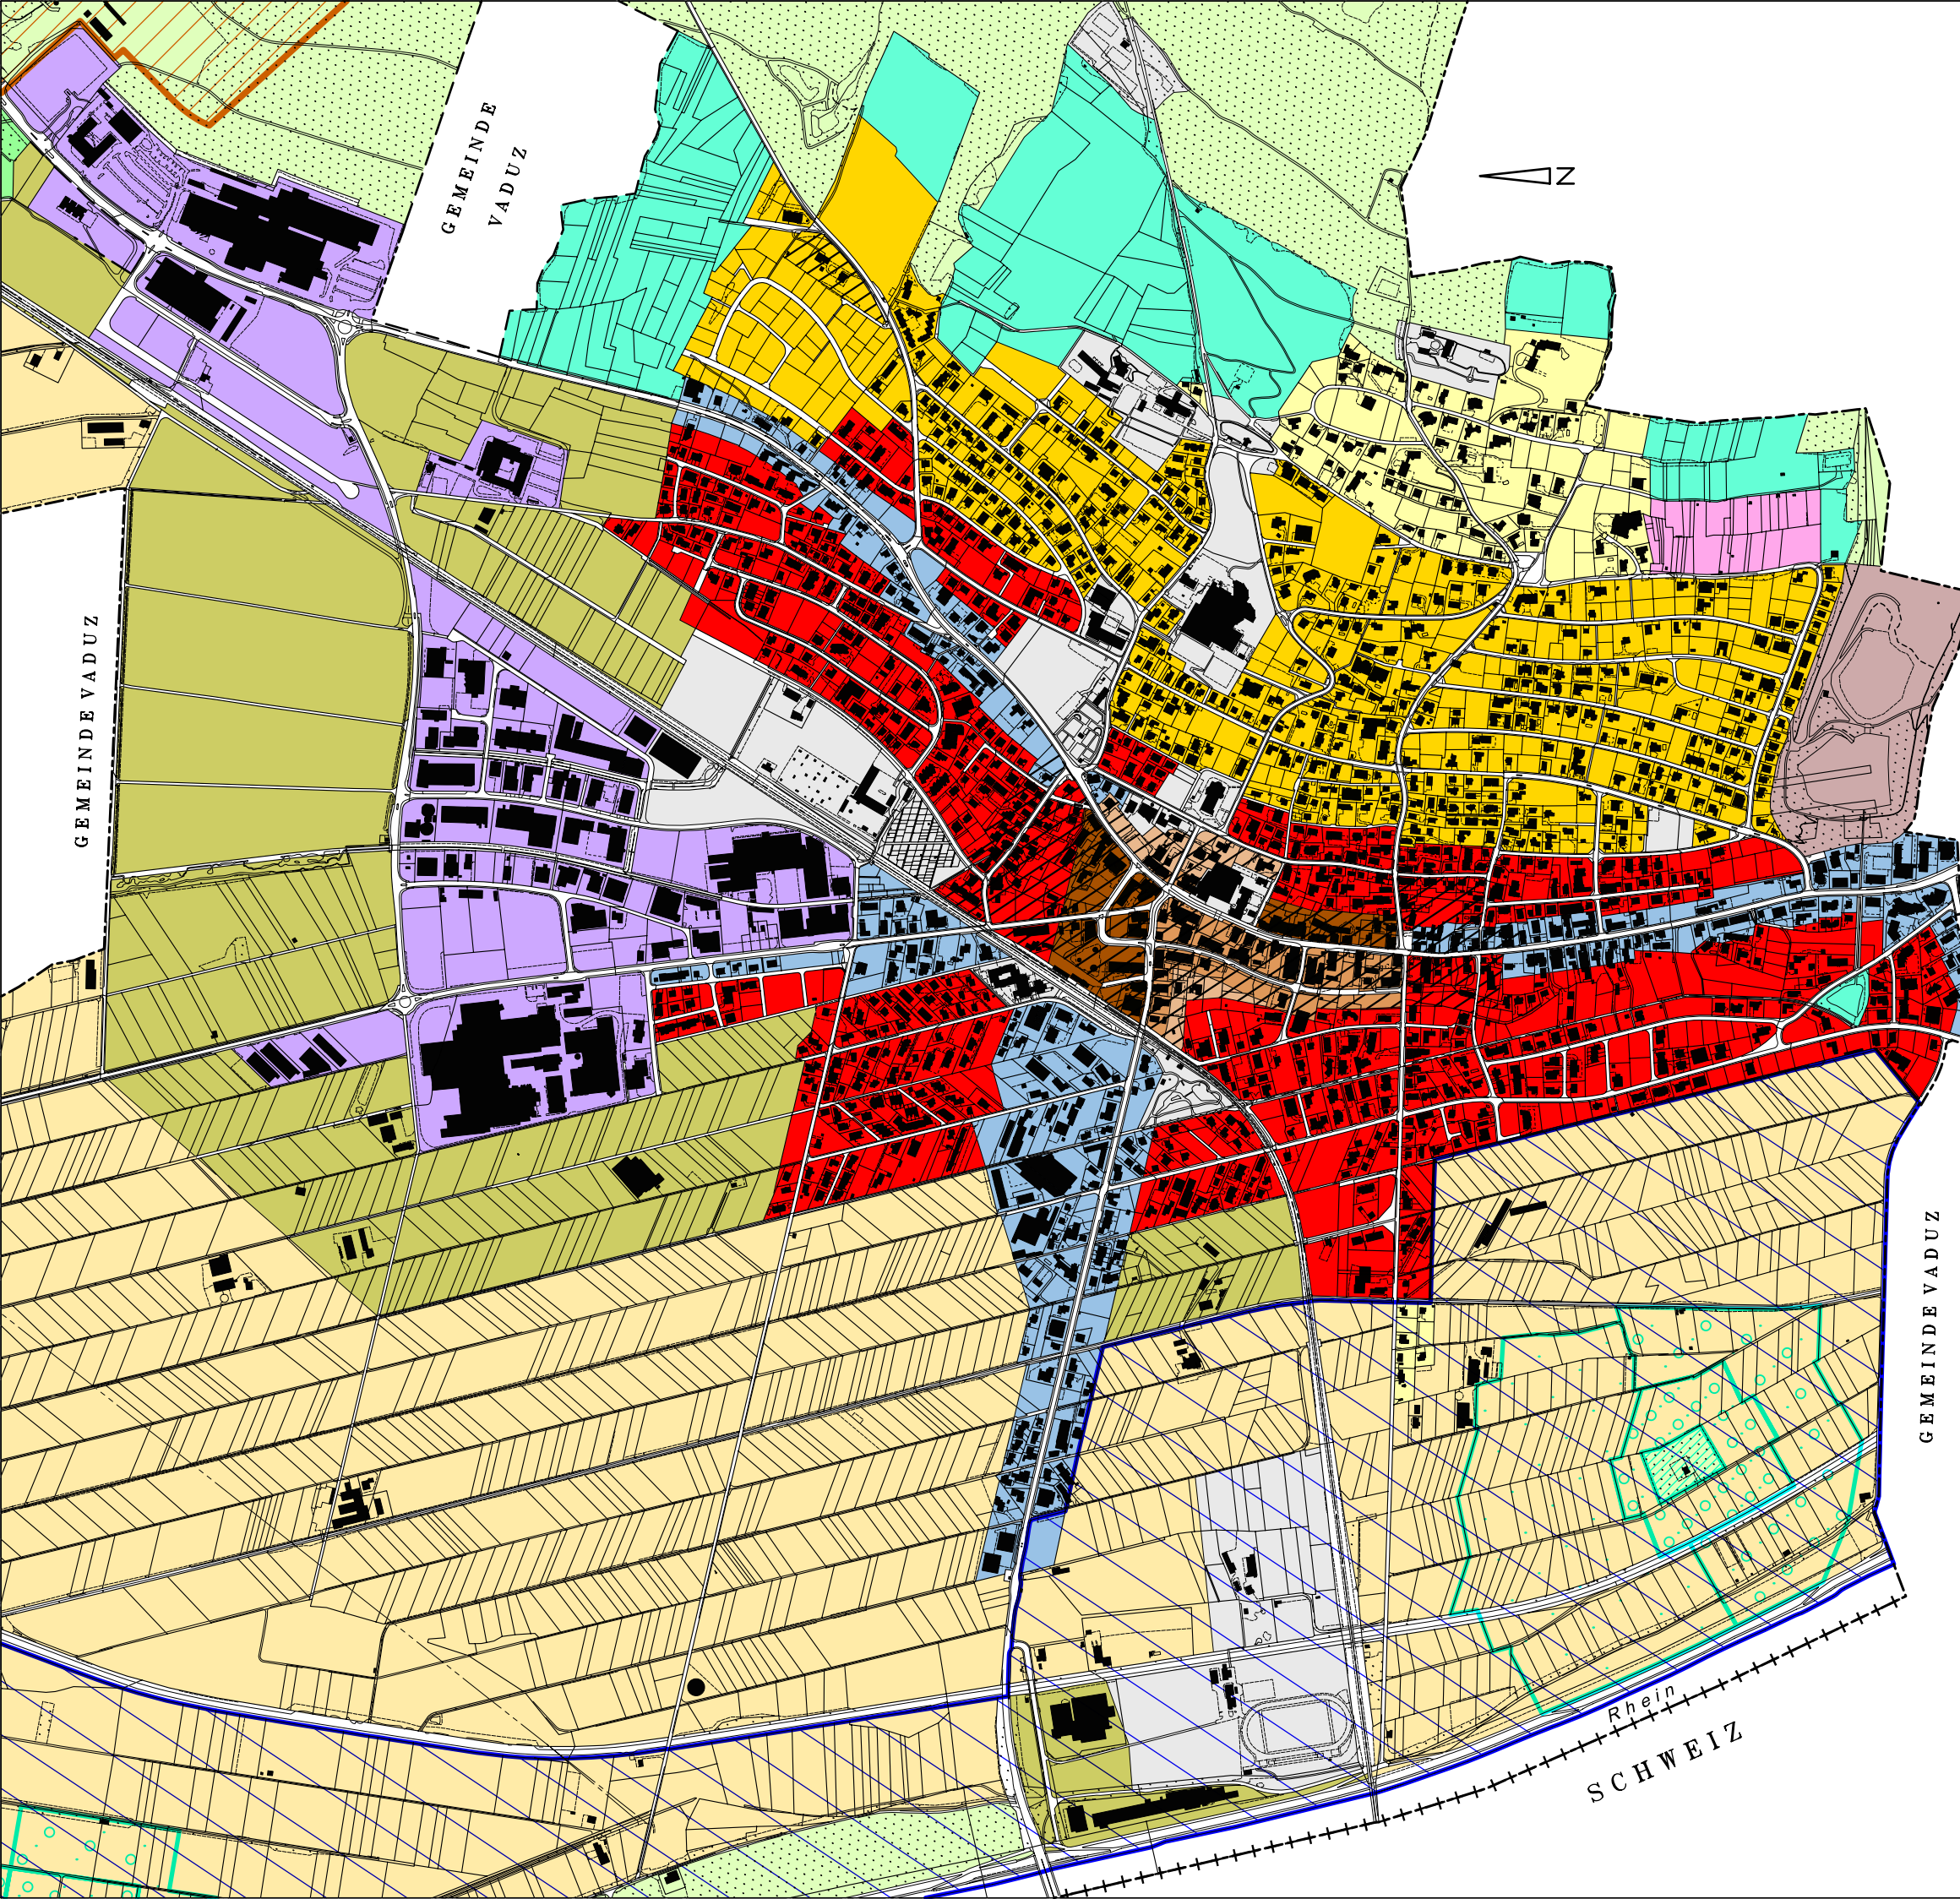 GEMEINDE
VADUZ
N
GEMEINDE VADUZ
GEMEINDE VADUZ
Rhein
SCHWEIZ